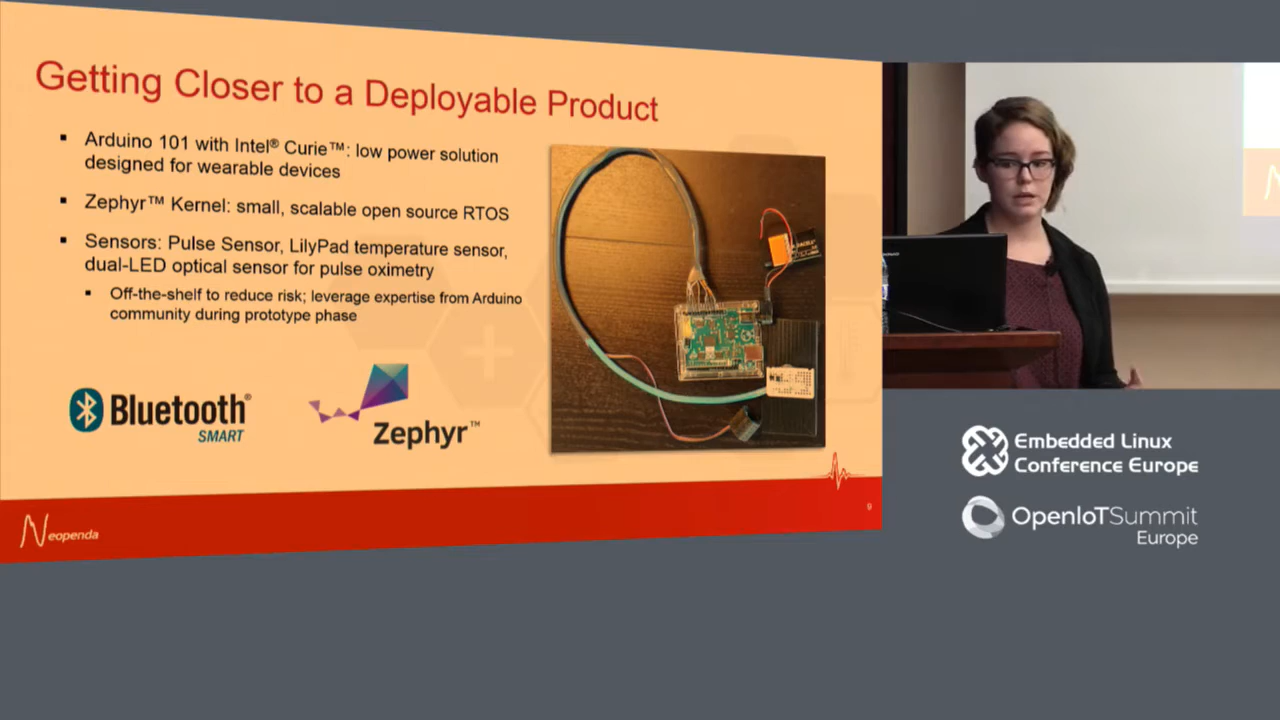 Getting Closer to a Deployable Product
▪ Arduino 101 with Intel® Curie™: low power solution
designed for wearable devices
▪ Zephyr™ Kernel: small, scalable open source RTOS
▪ Sensors: Pulse Sensor, LilyPad temperature sensor,
dual-LED optical sensor for pulse oximetry
▪ Off-the-shelf to reduce risk; leverage expertise from Arduino
community during prototype phase
Bluetooth®
SMART
Zephyr™
Neopenda
9
Embedded Linux
Conference Europe
OpenIoTSummit
Europe